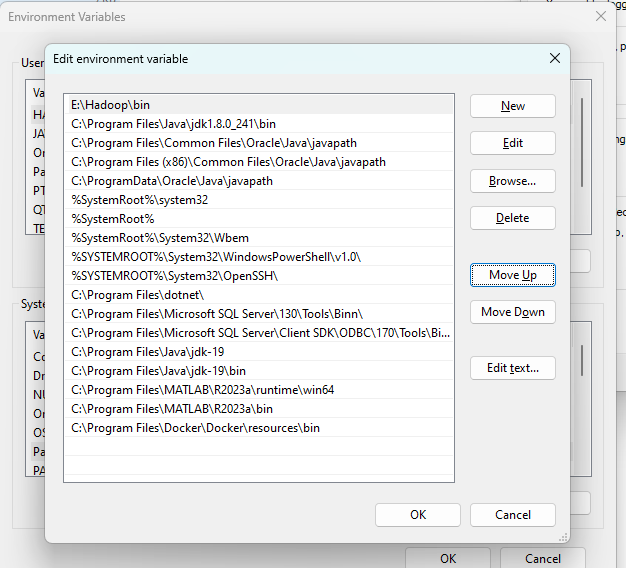 Environment Variables
Edit environment variable
User
Va
HA
JA
On
Pa
PT
QT
TE
E:\Hadoop\bin
C:\Program Files\Java\jdk1.8.0_241\bin
C:\Program Files\Common Files\Oracle\Java\javapath
C:\Program Files (x86)\Common Files\Oracle\Java\javapath
C:\ProgramData\Oracle\Java\javapath
%SystemRoot%\system32
%SystemRoot%
%SystemRoot%\System32\Wbem
%SYSTEMROOT%\System32\WindowsPowerShell\v1.0\
%SYSTEMROOT%\System32\OpenSSH\
C:\Program Files\dotnet\
C:\Program Files\Microsoft SQL Server\130\Tools\Binn\
C:\Program Files\Microsoft SQL Server\Client SDK\ODBC\170\Tools\Bi...
C:\Program Files\Java\jdk-19
C:\Program Files\Java\jdk-19\bin
C:\Program Files\MATLAB\R2023a\runtime\win64
C:\Program Files\MATLAB\R2023a\bin
C:\Program Files\Docker\Docker\resources\bin
New
Edit
Browse...
Delete
Move Up
Move Down
Edit text...
Syste
Va
Co
Dr
NU
On
OS
Pa
PA
OK
Cancel
OK
Cancel